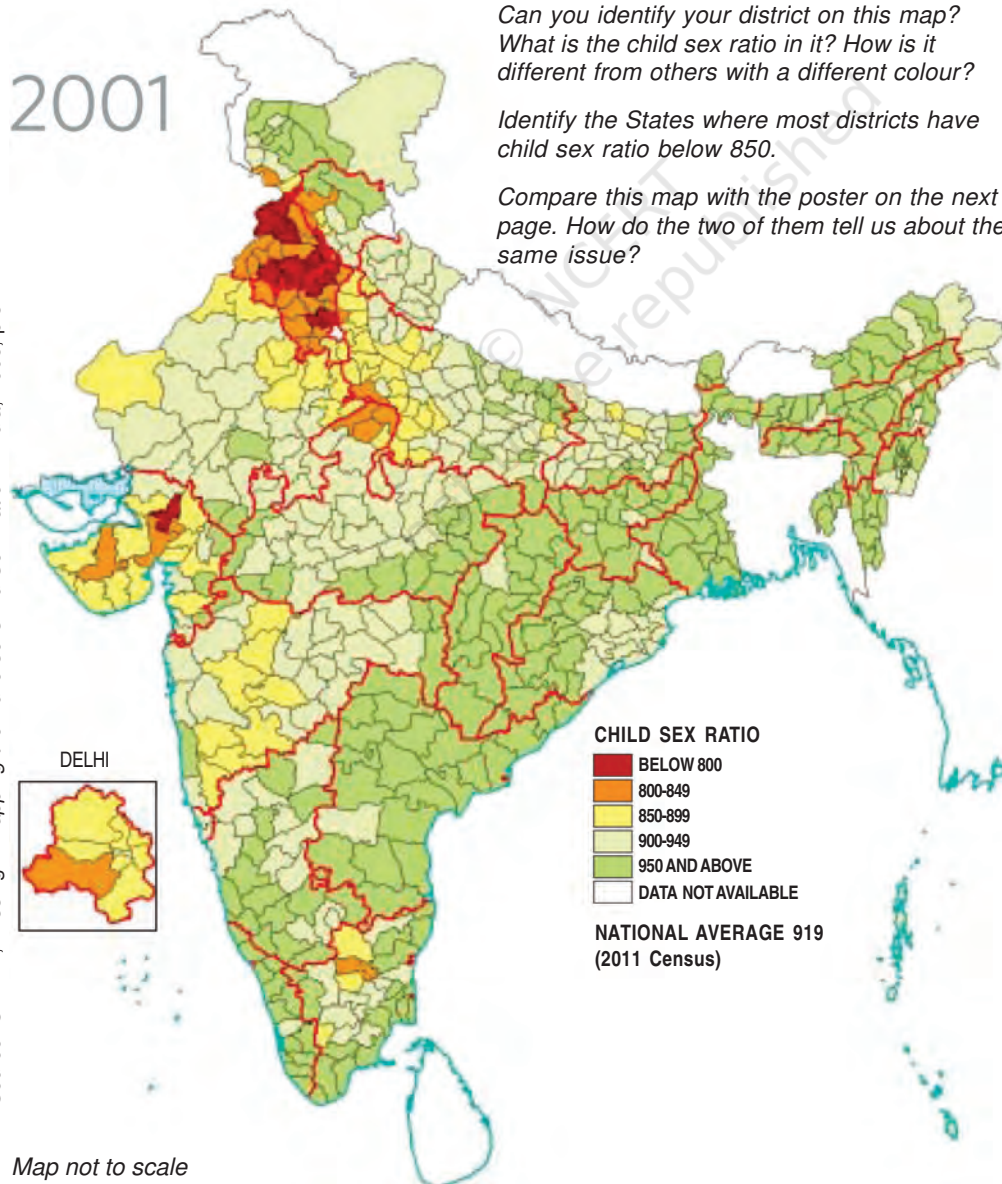 2001
Can you identify your district on this map?
What is the child sex ratio in it? How is it
different from others with a different colour?
Identify the States where most districts have
child sex ratio below 850.
Compare this map with the poster on the next
page. How do the two of them tell us about the
same issue?
© NCERT
republished
DELHI
CHILD SEX RATIO
BELOW 800
800-849
850-899
900-949
950 AND ABOVE
DATA NOT AVAILABLE
NATIONAL AVERAGE 919
(2011 Census)
Map not to scale